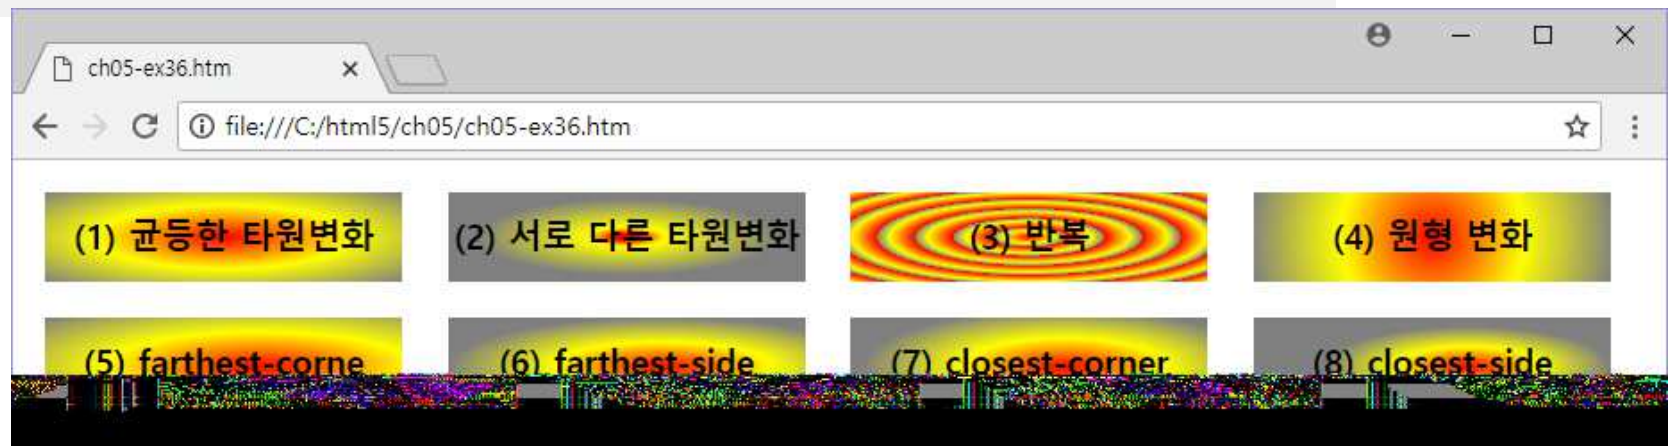 ch05-ex36.htm
file:///C:/html5/ch05/ch05-ex36.htm
(1) 균등한 타원변화 (2) 서로 다른 타원변화 (3) 반복 (4) 원형 변화
(5) farthest-corne (6) farthest-side (7) closest-corner (8) closest-side